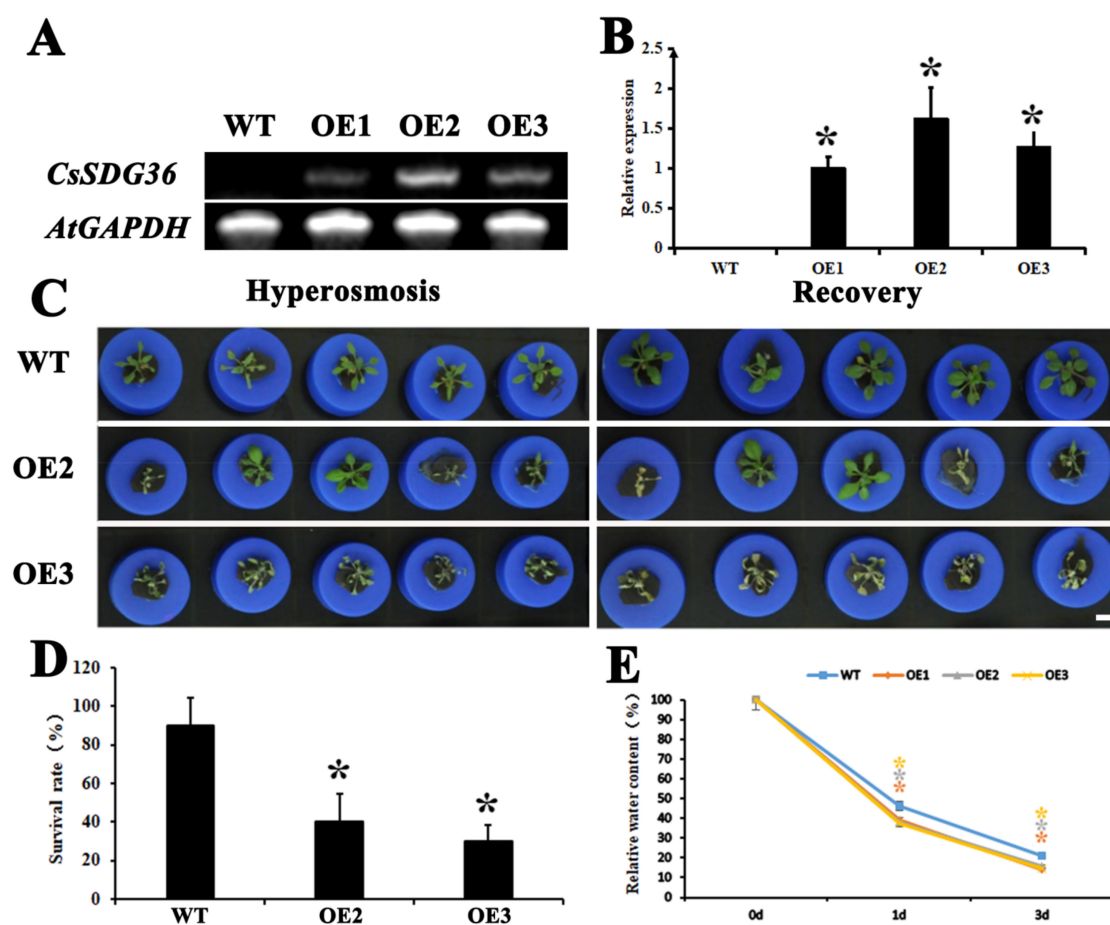 A
WT OE1 OE2 OE3
CsSDG36
AtGAPDH
B
2.5
2
1.5
1
0.5
0
Relative expression
*
*
*
WT OE1 OE2 OE3
C
Hyperosmosis
Recovery
WT
OE2
OE3
D
120
100
80
60
40
20
0
Survival rate (%)
*
*
WT OE2 OE3
E
WT OE1 OE2 OE3
100
90
80
70
60
50
40
30
20
10
0
Relative water content (%)
*
*
*
*
*
*
0d 1d 3d